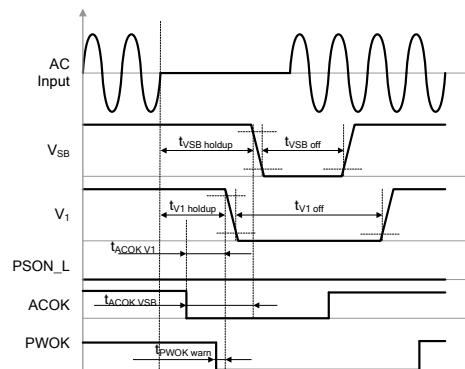 AC
Input
tVSB holdup
tVSB off
VSB
V1
tV1 holdup
tV1 off
tACOK V1
PSON_L
ACOK
tACOK VSB
PWOK
tPWOK warn